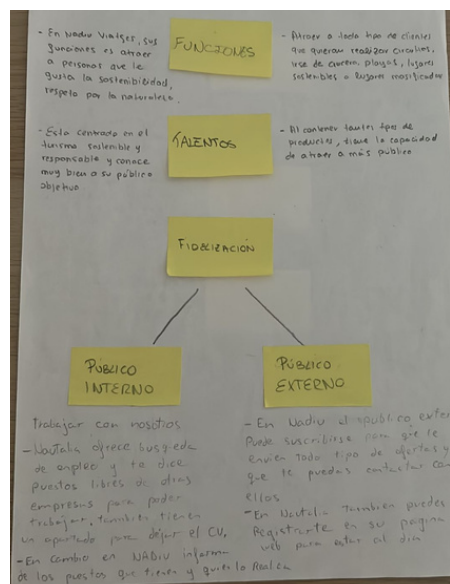 FUNCIONES
- En Nadiu Viatges, sus
funciones es atraer
a personas que le
gusta la sostenibilidad,
respeto por la naturaleza.
- Atraer a todo tipo de clientes
que quieran realizar circuitos,
irse de crucero, playas, lugares
sostenibles o lugares masificados
TALENTOS
- Esta centrado en el
turismo sostenible y
responsable y conoce
muy bien a su público
objetivo
- Al contener tantos tipos de
productos, tiene la capacidad
de atraer a más público
FIDELIZACIÓN
PÚBLICO
INTERNO
PÚBLICO
EXTERNO
Trabajar con nosotros
- Nautalia ofrece busqueda
de empleo y te dice
puestos libres de otras
empresas para poder
trabajar, también tienen
un apartado para dejar el CV.
- En cambio en NADIU informa
de los puestos que tienen y quien lo Realiza
- En Nadiu el publico exter
Puede suscribirse para que le
envien todo tipo de ofertas y
que te puedas contactar con
ellos
- En Nautalia también puedes
Registrarte en su pagina
web para estar al dia